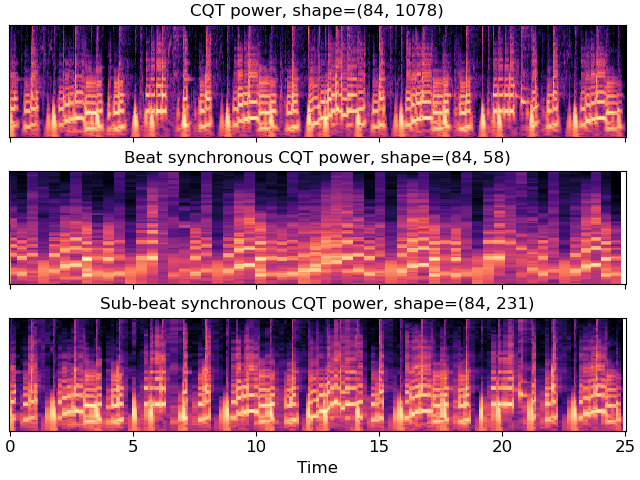 CQT power, shape=(84, 1078)
Beat synchronous CQT power, shape=(84, 58)
Sub-beat synchronous CQT power, shape=(84, 231)
0 5 10 15 20 25
Time